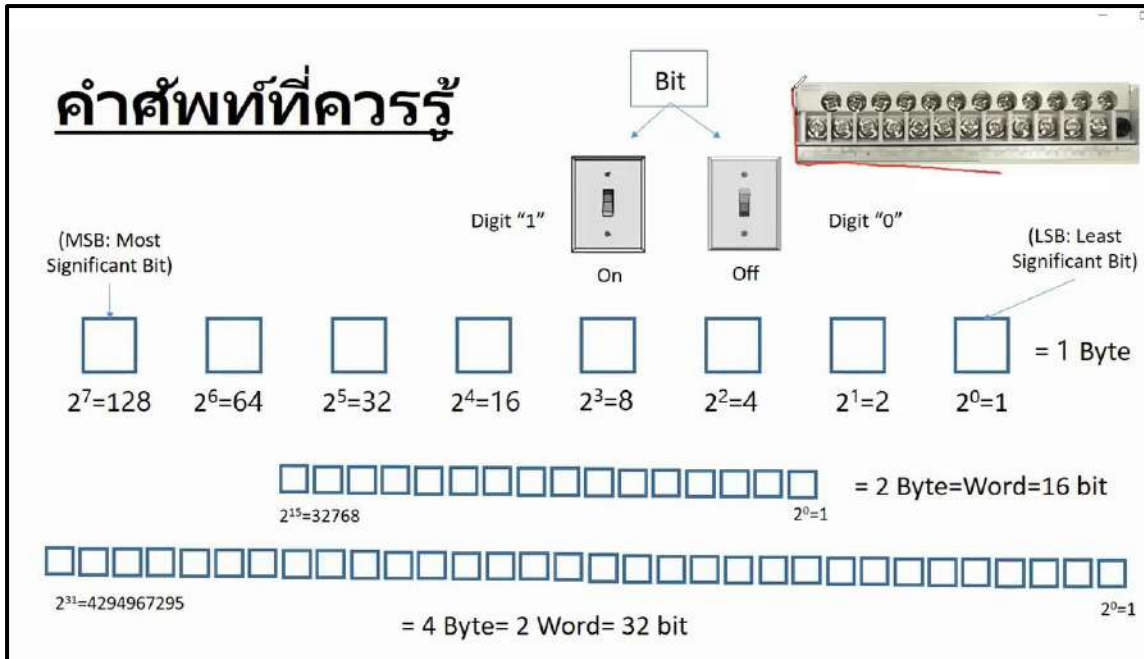 คำศัพท์ที่ควรรู้
Bit
Digit “1”
Digit “0”
On
Off
(MSB: Most
Significant Bit)
(LSB: Least
Significant Bit)
= 1 Byte
2⁷=128
2⁶=64
2⁵=32
2⁴=16
2³=8
2²=4
2¹=2
2⁰=1
= 2 Byte=Word=16 bit
2¹⁵=32768
2⁰=1
2³¹=4294967295
2⁰=1
= 4 Byte= 2 Word= 32 bit